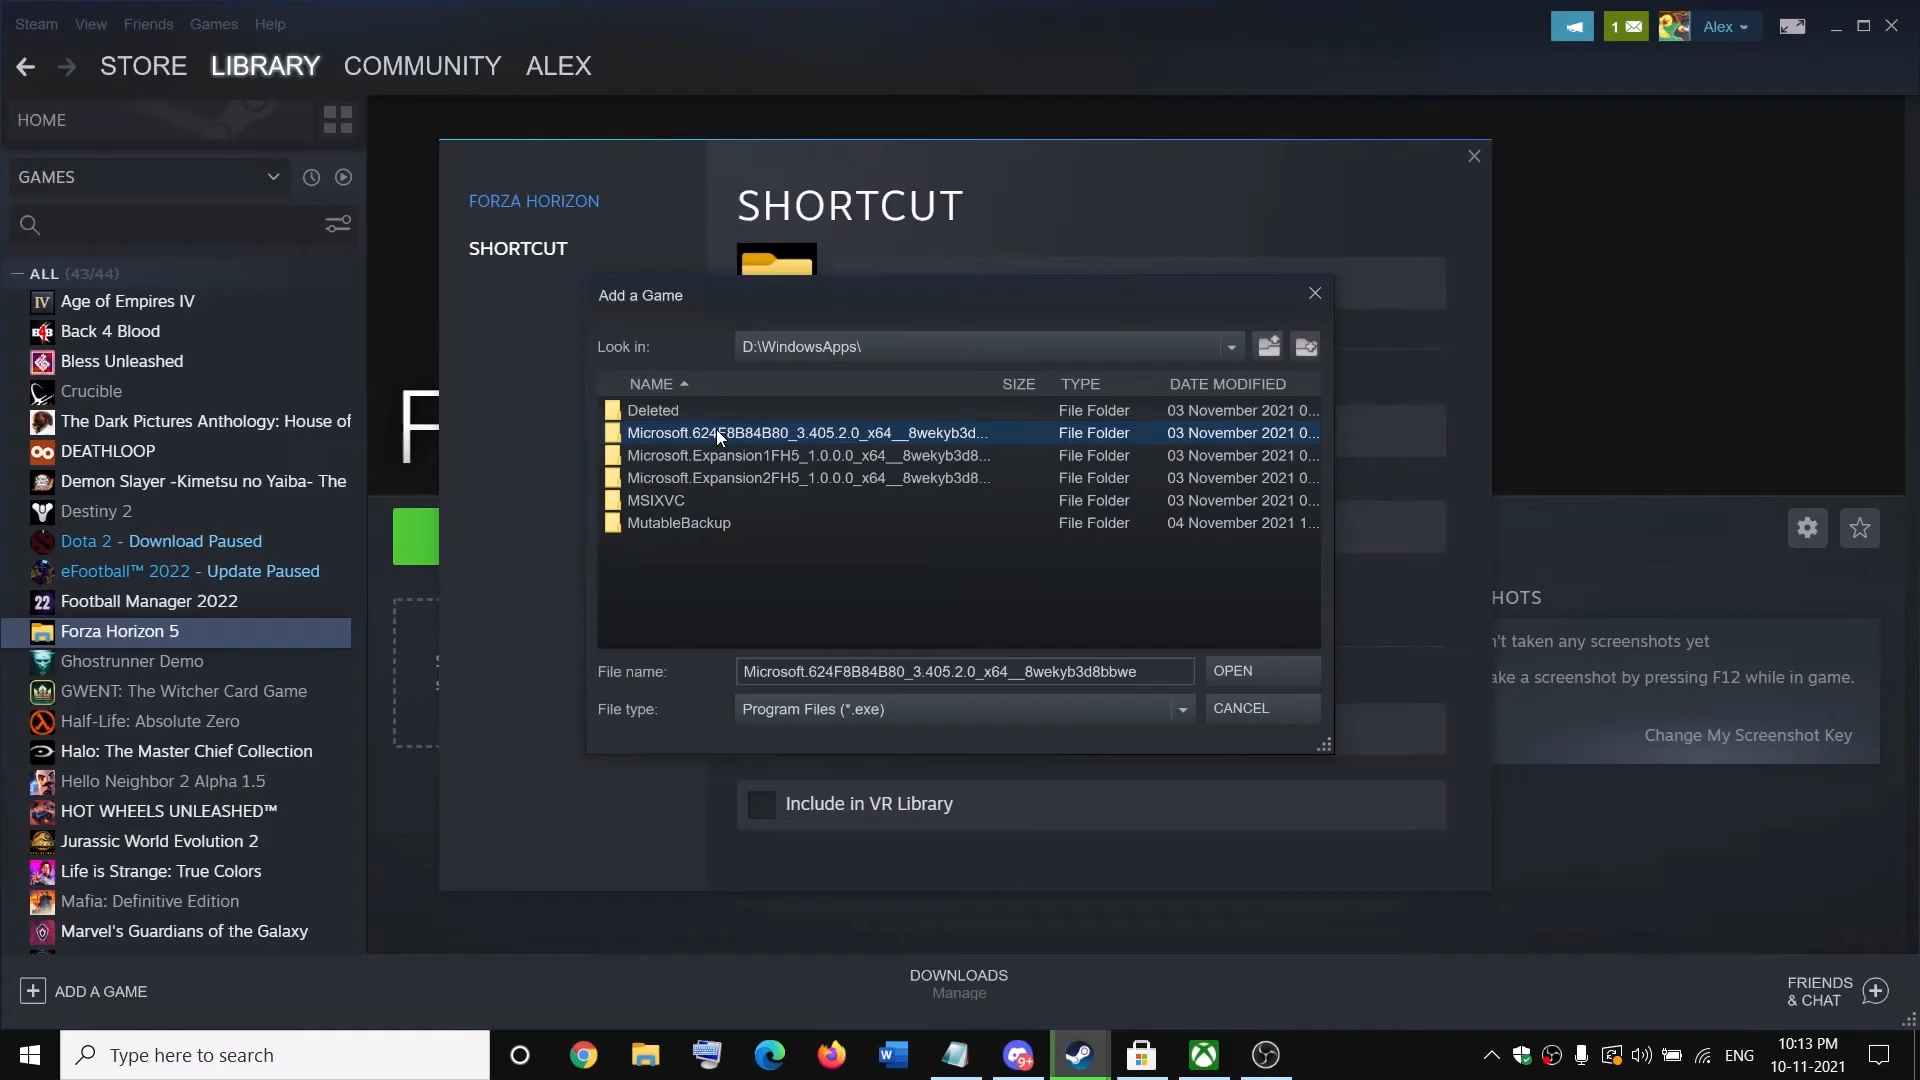 Steam View Friends Games Help
1
Alex
STORE LIBRARY COMMUNITY ALEX
HOME
GAMES
ALL (43/44)
Age of Empires IV
Back 4 Blood
Bless Unleashed
Crucible
The Dark Pictures Anthology: House of
DEATHLOOP
Demon Slayer -Kimetsu no Yaiba- The
Destiny 2
Dota 2 - Download Paused
eFootball™ 2022 - Update Paused
Football Manager 2022
Forza Horizon 5
Ghostrunner Demo
GWENT: The Witcher Card Game
Half-Life: Absolute Zero
Halo: The Master Chief Collection
Hello Neighbor 2 Alpha 1.5
HOT WHEELS UNLEASHED™
Jurassic World Evolution 2
Life is Strange: True Colors
Mafia: Definitive Edition
Marvel's Guardians of the Galaxy
ADD A GAME
FORZA HORIZON
SHORTCUT
SHORTCUT
F
Add a Game
Look in: D:\WindowsApps\
NAME SIZE TYPE DATE MODIFIED
Deleted File Folder 03 November 2021 0...
Microsoft.624F8B84B80_3.405.2.0_x64__8wekyb3d... File Folder 03 November 2021 0...
Microsoft.Expansion1FH5_1.0.0.0_x64__8wekyb3d8... File Folder 03 November 2021 0...
Microsoft.Expansion2FH5_1.0.0.0_x64__8wekyb3d8... File Folder 03 November 2021 0...
MSIXVC File Folder 03 November 2021 0...
MutableBackup File Folder 04 November 2021 1...
File name: Microsoft.624F8B84B80_3.405.2.0_x64__8wekyb3d8bbwe OPEN
File type: Program Files (*.exe) CANCEL
Include in VR Library
HOTS
n't taken any screenshots yet
ake a screenshot by pressing F12 while in game.
Change My Screenshot Key
DOWNLOADS
Manage
FRIENDS
& CHAT
Type here to search
9+
ENG
10:13 PM
10-11-2021